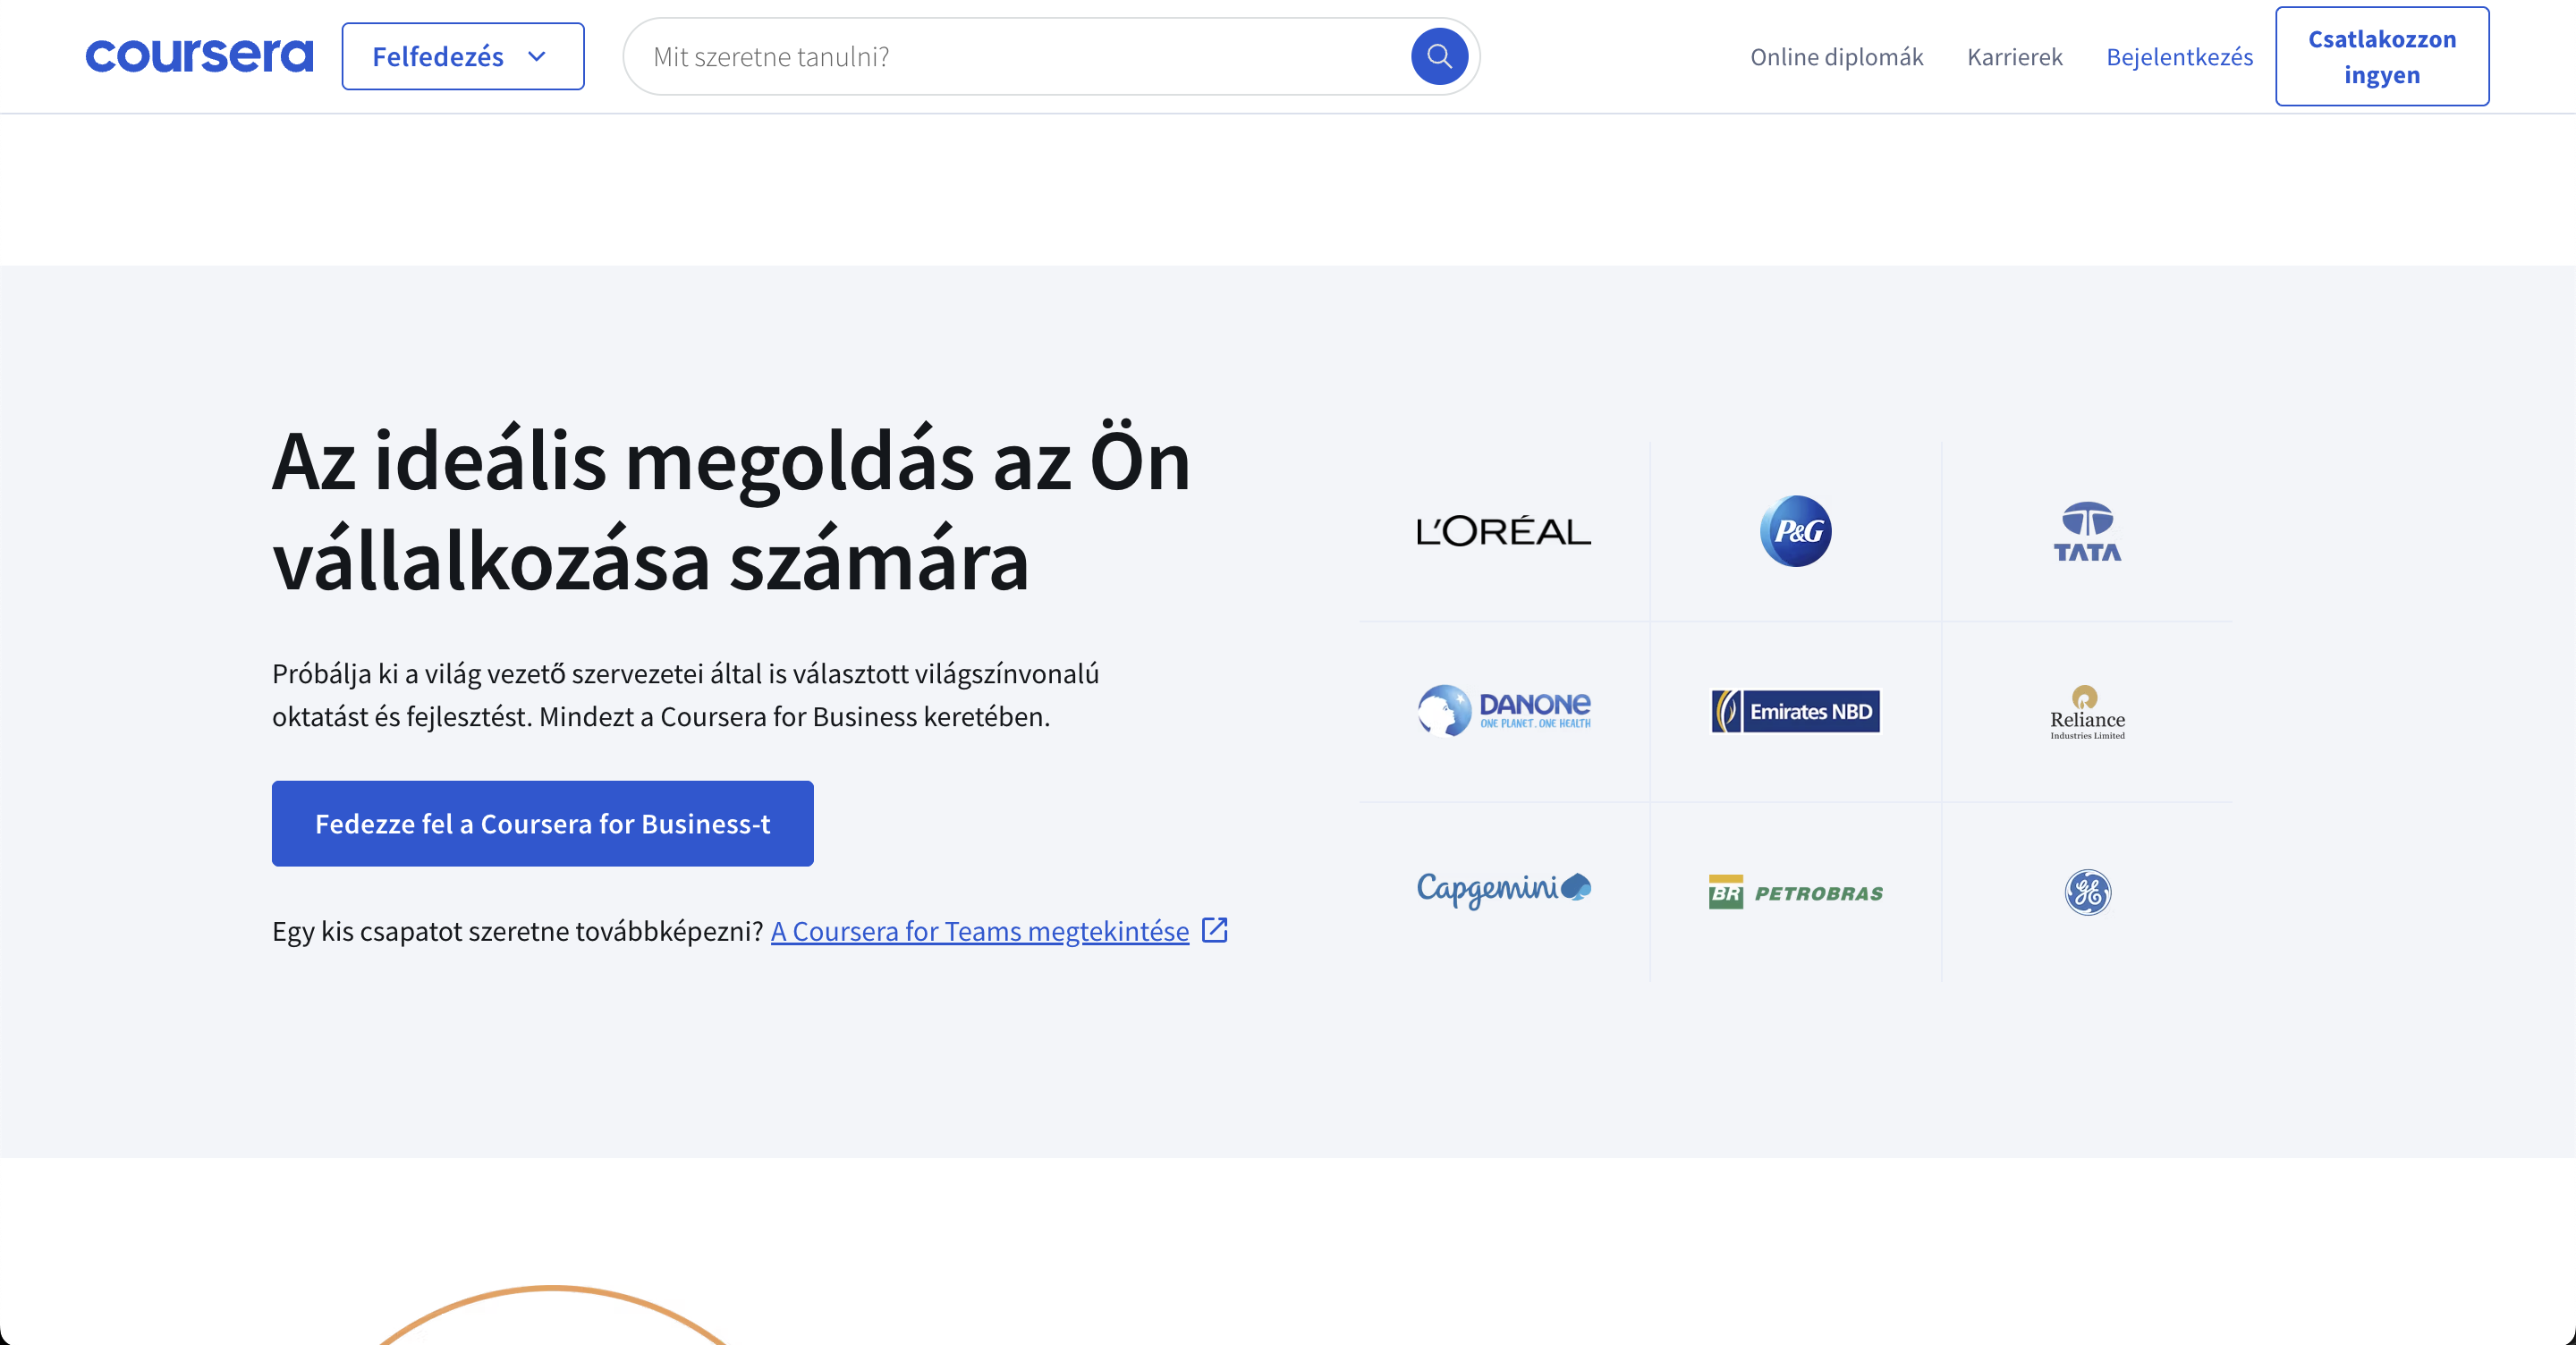 coursera
Felfedezés
Mit szeretne tanulni?
Online diplomák
Karrierek
Bejelentkezés
Csatlakozzon
ingyen
Az ideális megoldás az Ön
vállalkozása számára
Próbálja ki a világ vezető szervezetei által is választott világszínvonalú
oktatást és fejlesztést. Mindezt a Coursera for Business keretében.
Fedezze fel a Coursera for Business-t
Egy kis csapatot szeretne továbbképezni? A Coursera for Teams megtekintése
L'ORÉAL
P&G
TATA
DANONE
ONE PLANET. ONE HEALTH
Emirates NBD
Reliance
Industries Limited
Capgemini
BR PETROBRAS
GE